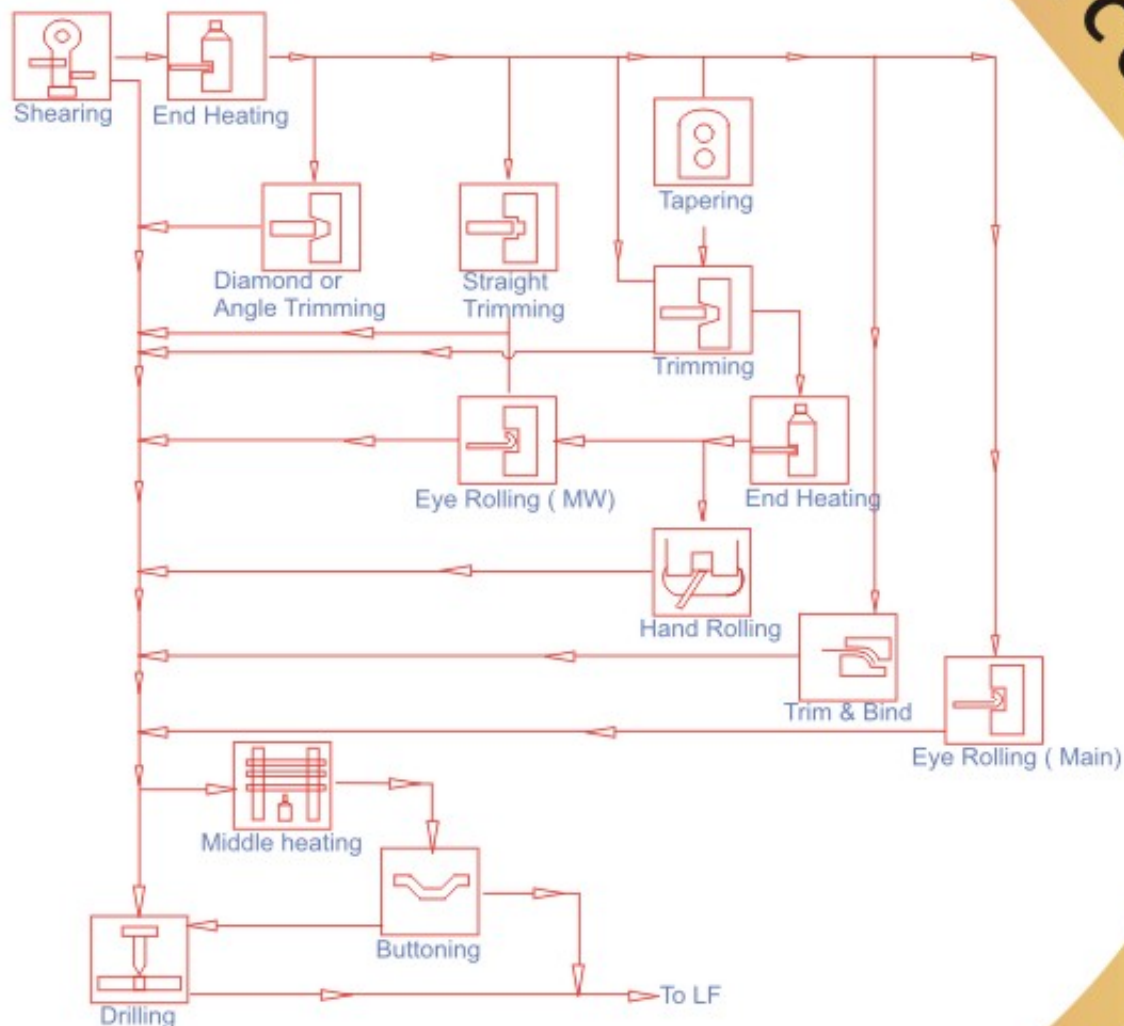 Shearing
End Heating
Tapering
Diamond or
Angle Trimming
Straight
Trimming
Trimming
Eye Rolling ( MW)
End Heating
Hand Rolling
Trim & Bind
Eye Rolling ( Main)
Middle heating
Buttoning
Drilling
To LF